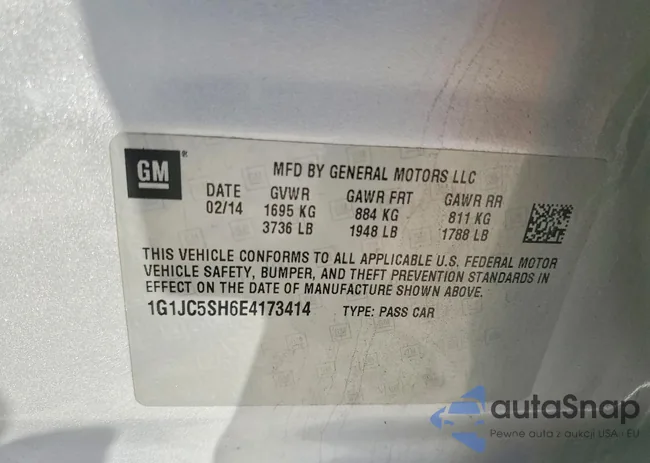 GM ®
MFD BY GENERAL MOTORS LLC
DATE GVWR GAWR FRT GAWR RR
02/14 1695 KG 884 KG 811 KG
3736 LB 1948 LB 1788 LB
THIS VEHICLE CONFORMS TO ALL APPLICABLE U.S. FEDERAL MOTOR
VEHICLE SAFETY, BUMPER, AND THEFT PREVENTION STANDARDS IN
EFFECT ON THE DATE OF MANUFACTURE SHOWN ABOVE.
1G1JC5SH6E4173414 TYPE: PASS CAR
autaSnap
Pewne auta z aukcji USA i EU